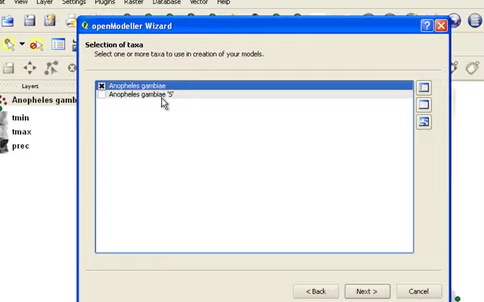 View Layer Settings Plugins Raster Database Vector Help
openModeller Wizard
Layers
Anopheles gamb
tmin
tmax
prec
Selection of taxa
Select one or more taxa to use in creation of your models.
Anopheles gambiae
Anopheles gambiae 'S'
< Back
Next >
Cancel